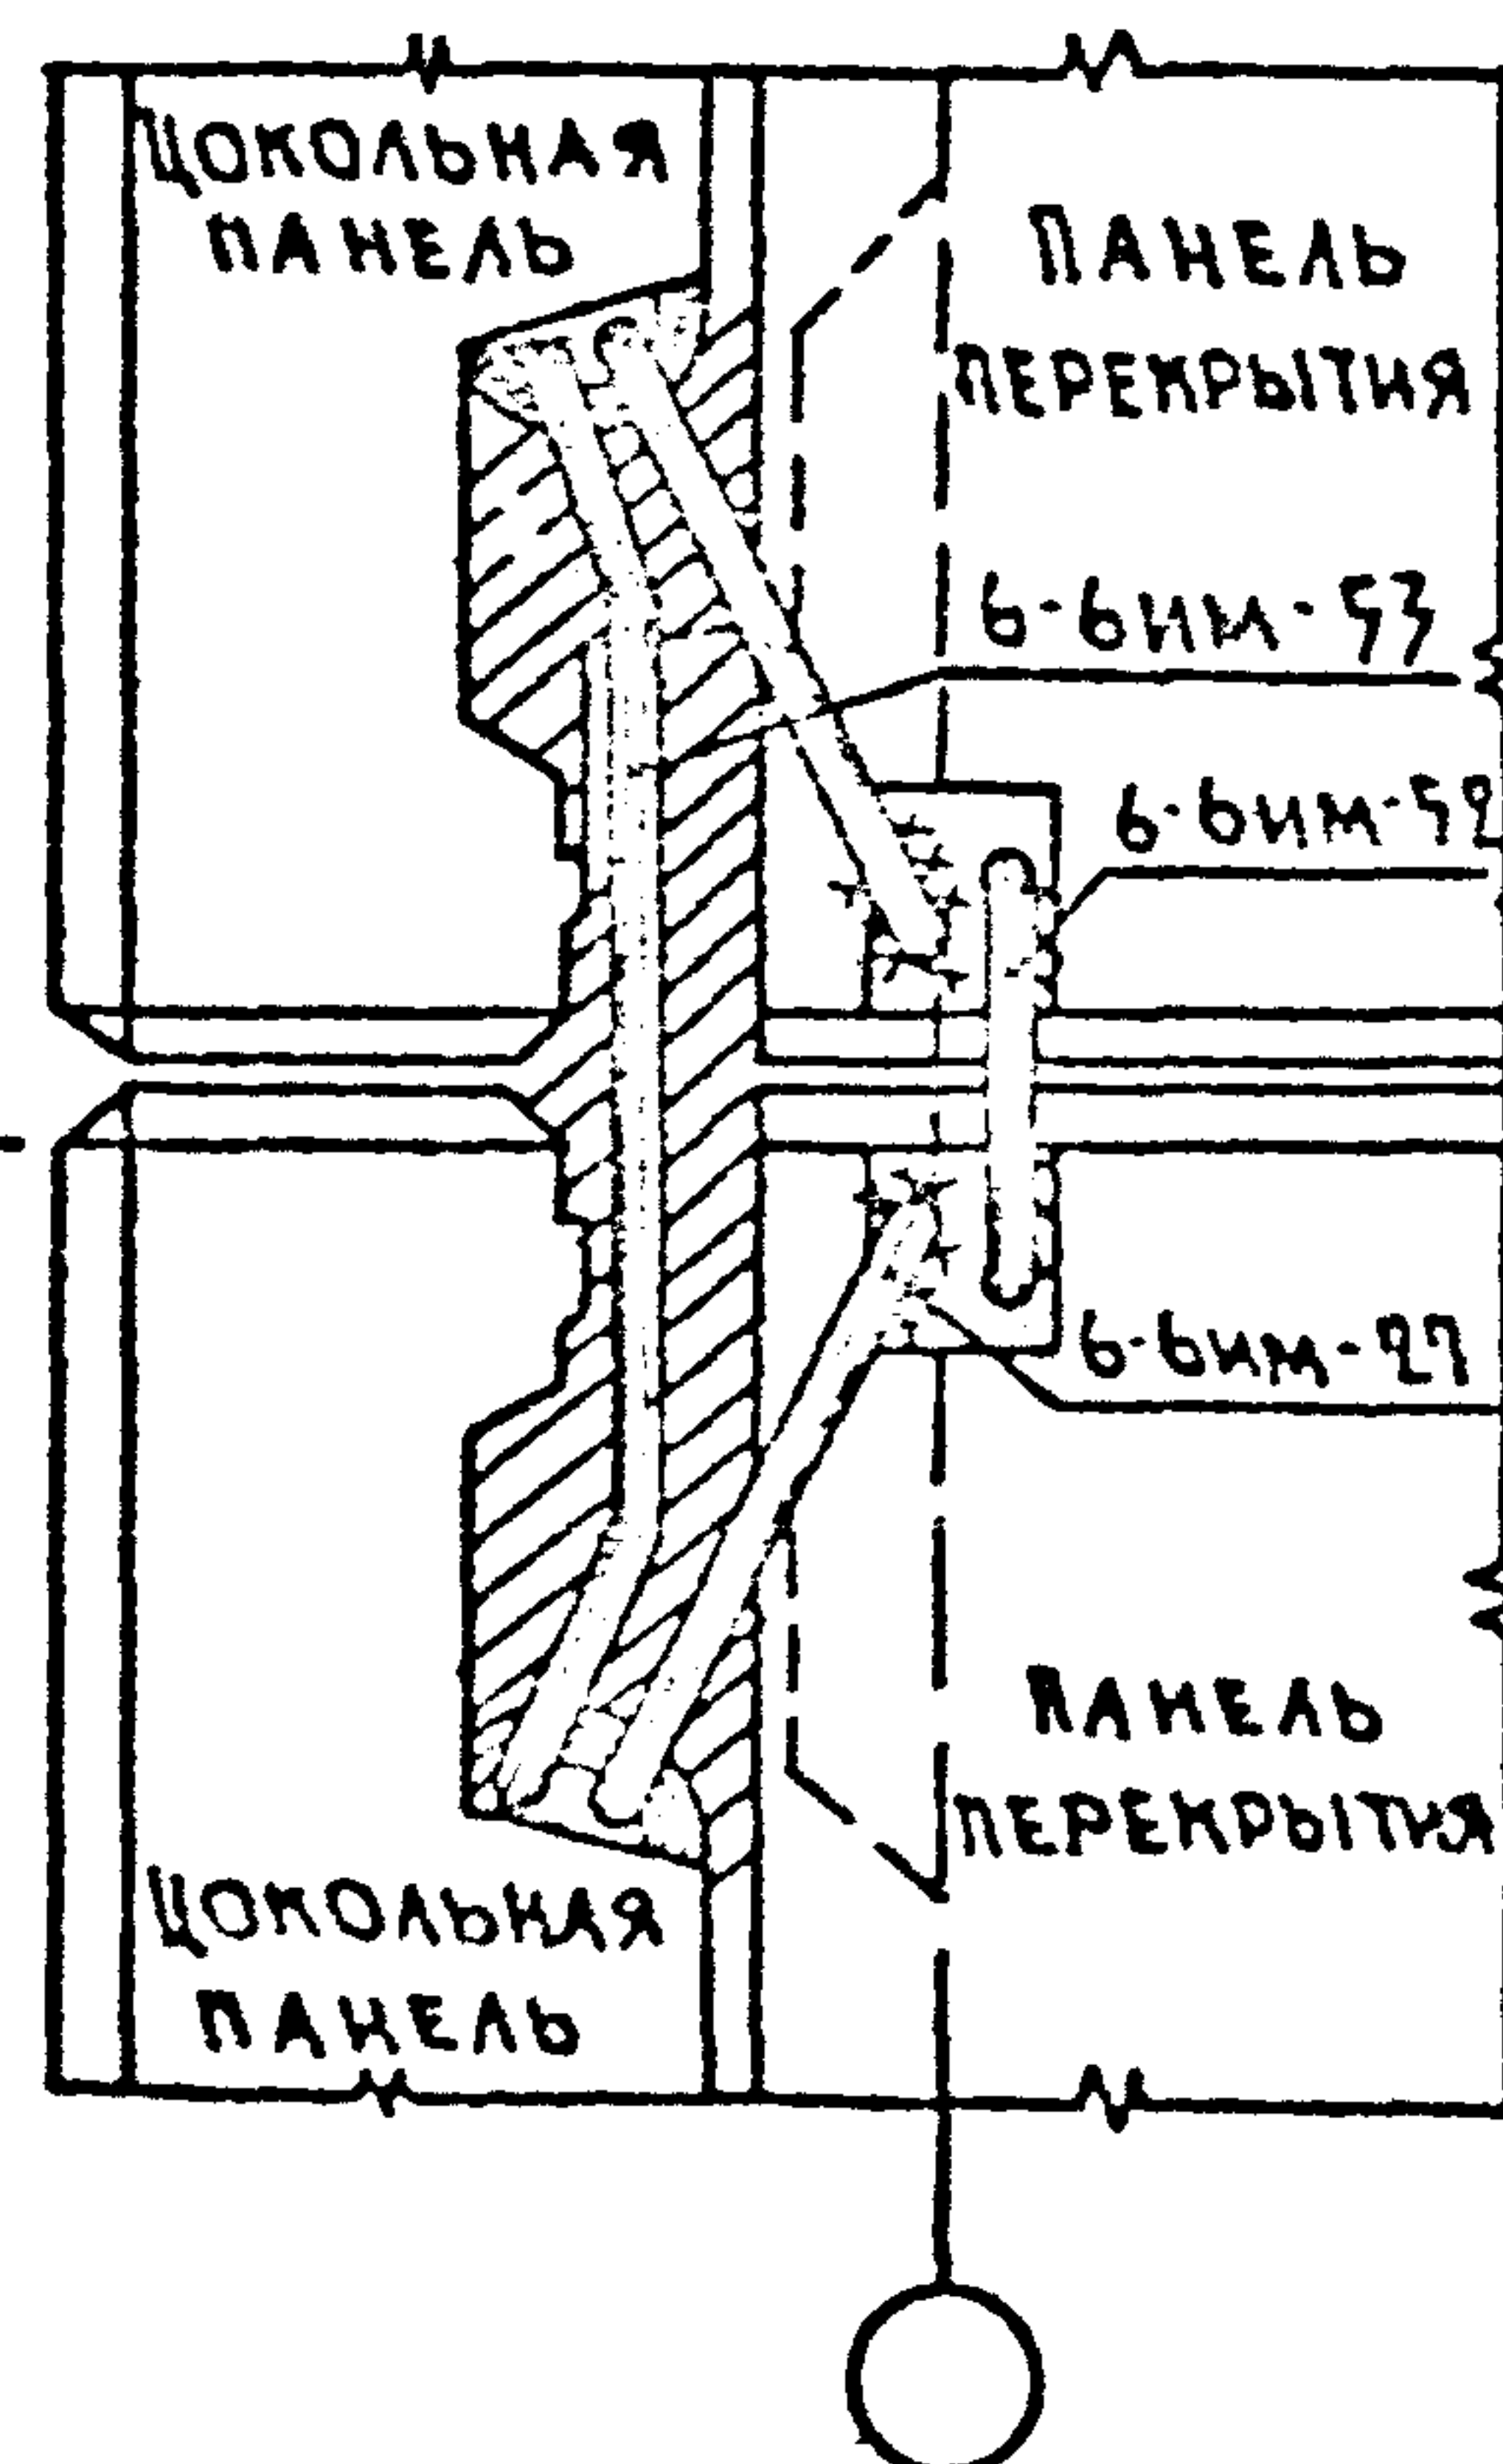 ЦОКОЛЬНАЯ
ПАНЕЛЬ
ПАНЕЛЬ
ПЕРЕКРЫТИЯ
6-6ИМ-53
6-6ИМ-52
6-6ИМ-27
ПАНЕЛЬ
ПЕРЕКРЫТИЯ
ЦОКОЛЬНАЯ
ПАНЕЛЬ